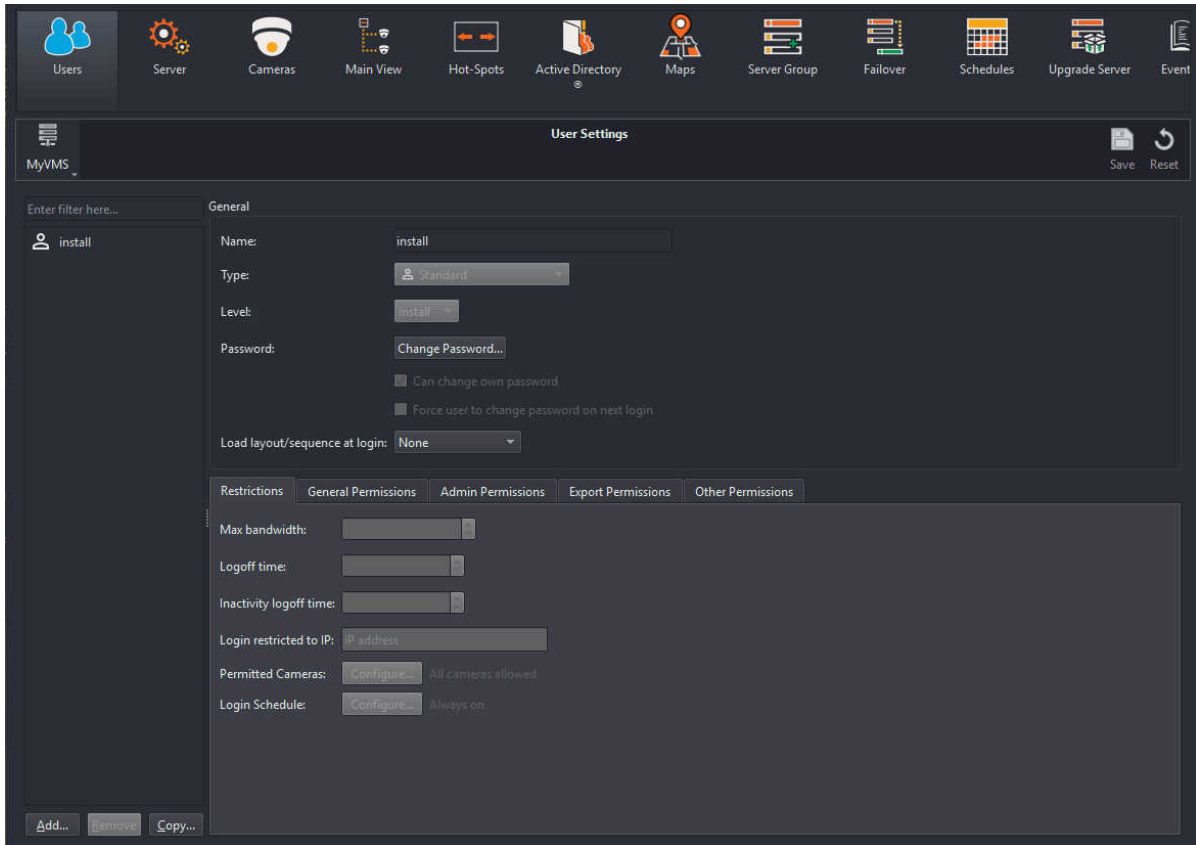 Users
Server
Cameras
Main View
Hot-Spots
Active Directory
Maps
Server Group
Failover
Schedules
Upgrade Server
Event
MyVMS
User Settings
Save
Reset
Enter filter here...
install
General
Name: install
Type: Standard
Level: Install
Password: Change Password...
Can change own password
Force user to change password on next login
Load layout/sequence at login: None
Restrictions
General Permissions
Admin Permissions
Export Permissions
Other Permissions
Max bandwidth:
Logoff time:
Inactivity logoff time:
Login restricted to IP: IP address
Permitted Cameras: Configure... All cameras allowed
Login Schedule: Configure... Always on
Add... Remove Copy...